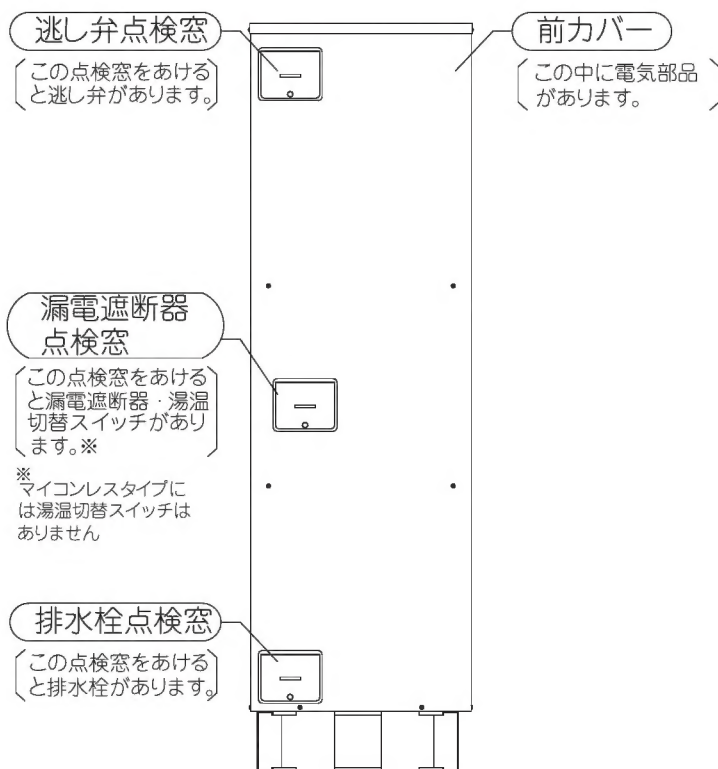 逃し弁点検窓
この点検窓をあける
と逃し弁があります。
前カバー
この中に電気部品
があります。
漏電遮断器
点検窓
この点検窓をあける
と漏電遮断器・湯温
切替スイッチがあり
ます。※
※
マイコンレスタイプに
は湯温切替スイッチは
ありません
排水栓点検窓
この点検窓をあける
と排水栓があります。